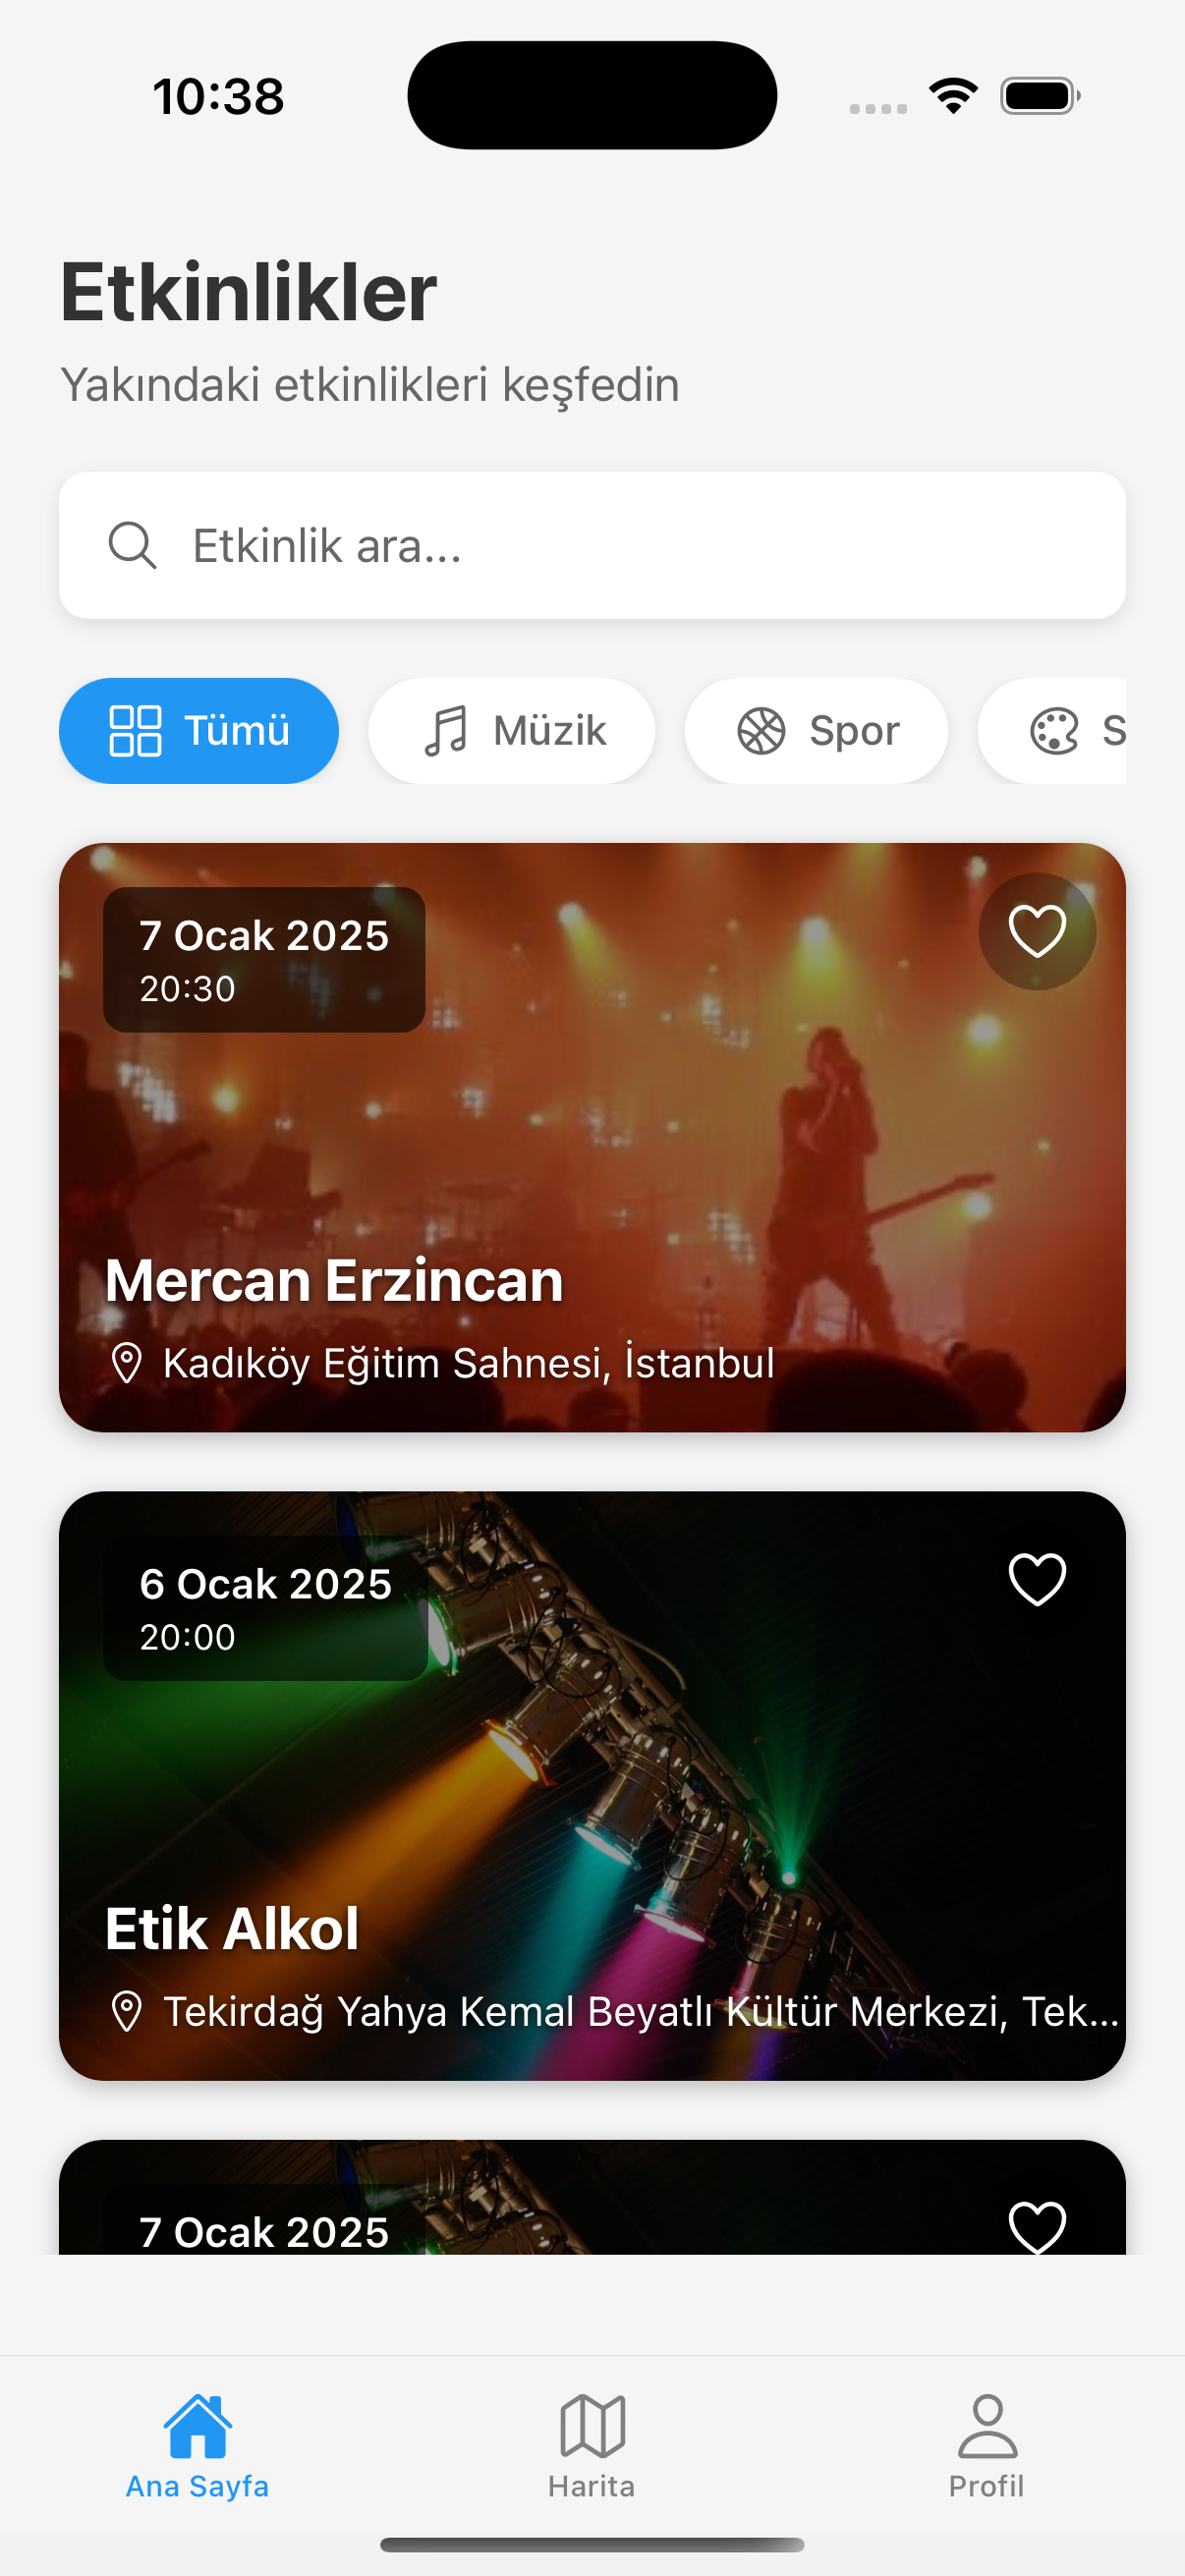 10:38
Etkinlikler
Yakındaki etkinlikleri keşfedin
Etkinlik ara...
Tümü Müzik Spor S
7 Ocak 2025
20:30
Mercan Erzincan
Kadıköy Eğitim Sahnesi, İstanbul
6 Ocak 2025
20:00
Etik Alkol
Tekirdağ Yahya Kemal Beyatlı Kültür Merkezi, Tek...
7 Ocak 2025
Ana Sayfa Harita Profil